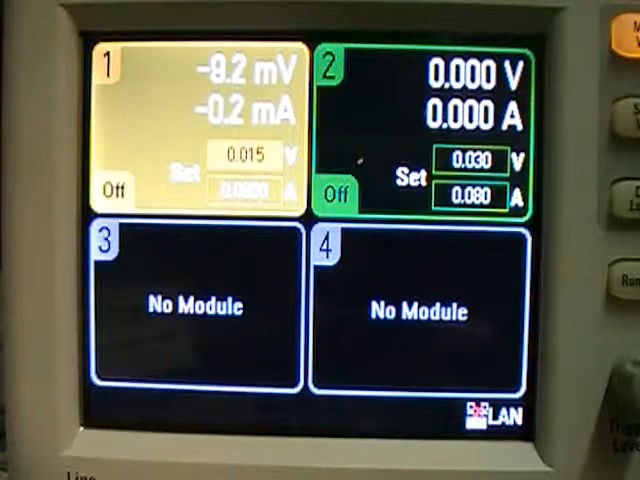 1
-9.2 mV
-0.2 mA
Set
0.015 V
A
Off
2
0.000 V
0.000 A
Set
0.030 V
0.080 A
Off
3
No Module
4
No Module
LAN
Line